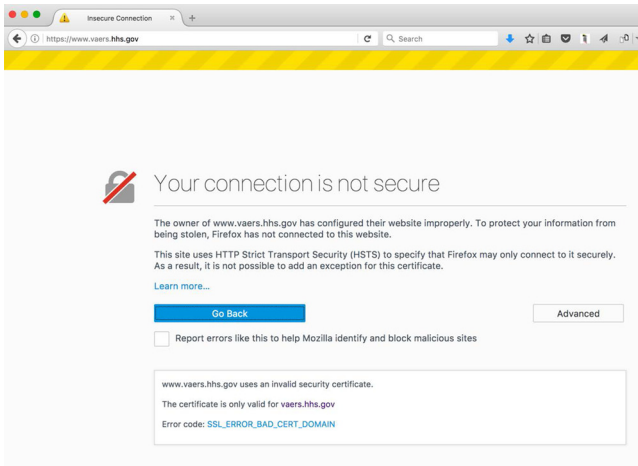 Insecure Connection
https://www.vaers.hhs.gov
Search
Your connection is not secure
The owner of www.vaers.hhs.gov has configured their website improperly. To protect your information from
being stolen, Firefox has not connected to this website.
This site uses HTTP Strict Transport Security (HSTS) to specify that Firefox may only connect to it securely.
As a result, it is not possible to add an exception for this certificate.
Learn more...
Go Back
Advanced
Report errors like this to help Mozilla identify and block malicious sites
www.vaers.hhs.gov uses an invalid security certificate.
The certificate is only valid for vaers.hhs.gov
Error code: SSL_ERROR_BAD_CERT_DOMAIN